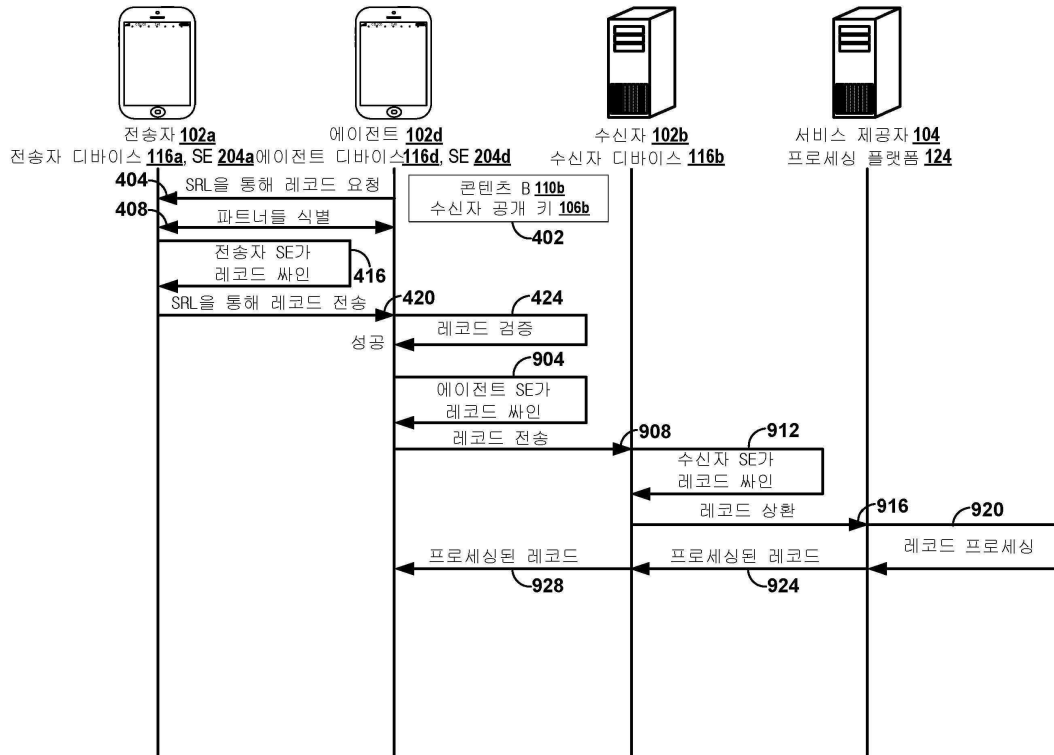 전송자 102a
전송자 디바이스 116a, SE 204a
에이전트 102d
에이전트 디바이스 116d, SE 204d
수신자 102b
수신자 디바이스 116b
서비스 제공자 104
프로세싱 플랫폼 124
404
SRL을 통해 레코드 요청
콘텐츠 B 110b
수신자 공개 키 106b
402
408
파트너들 식별
전송자 SE가
레코드 싸인
416
SRL을 통해 레코드 전송
420
424
레코드 검증
성공
904
에이전트 SE가
레코드 싸인
레코드 전송
908
912
수신자 SE가
레코드 싸인
레코드 상환
916
920
레코드 프로세싱
프로세싱된 레코드
924
프로세싱된 레코드
928